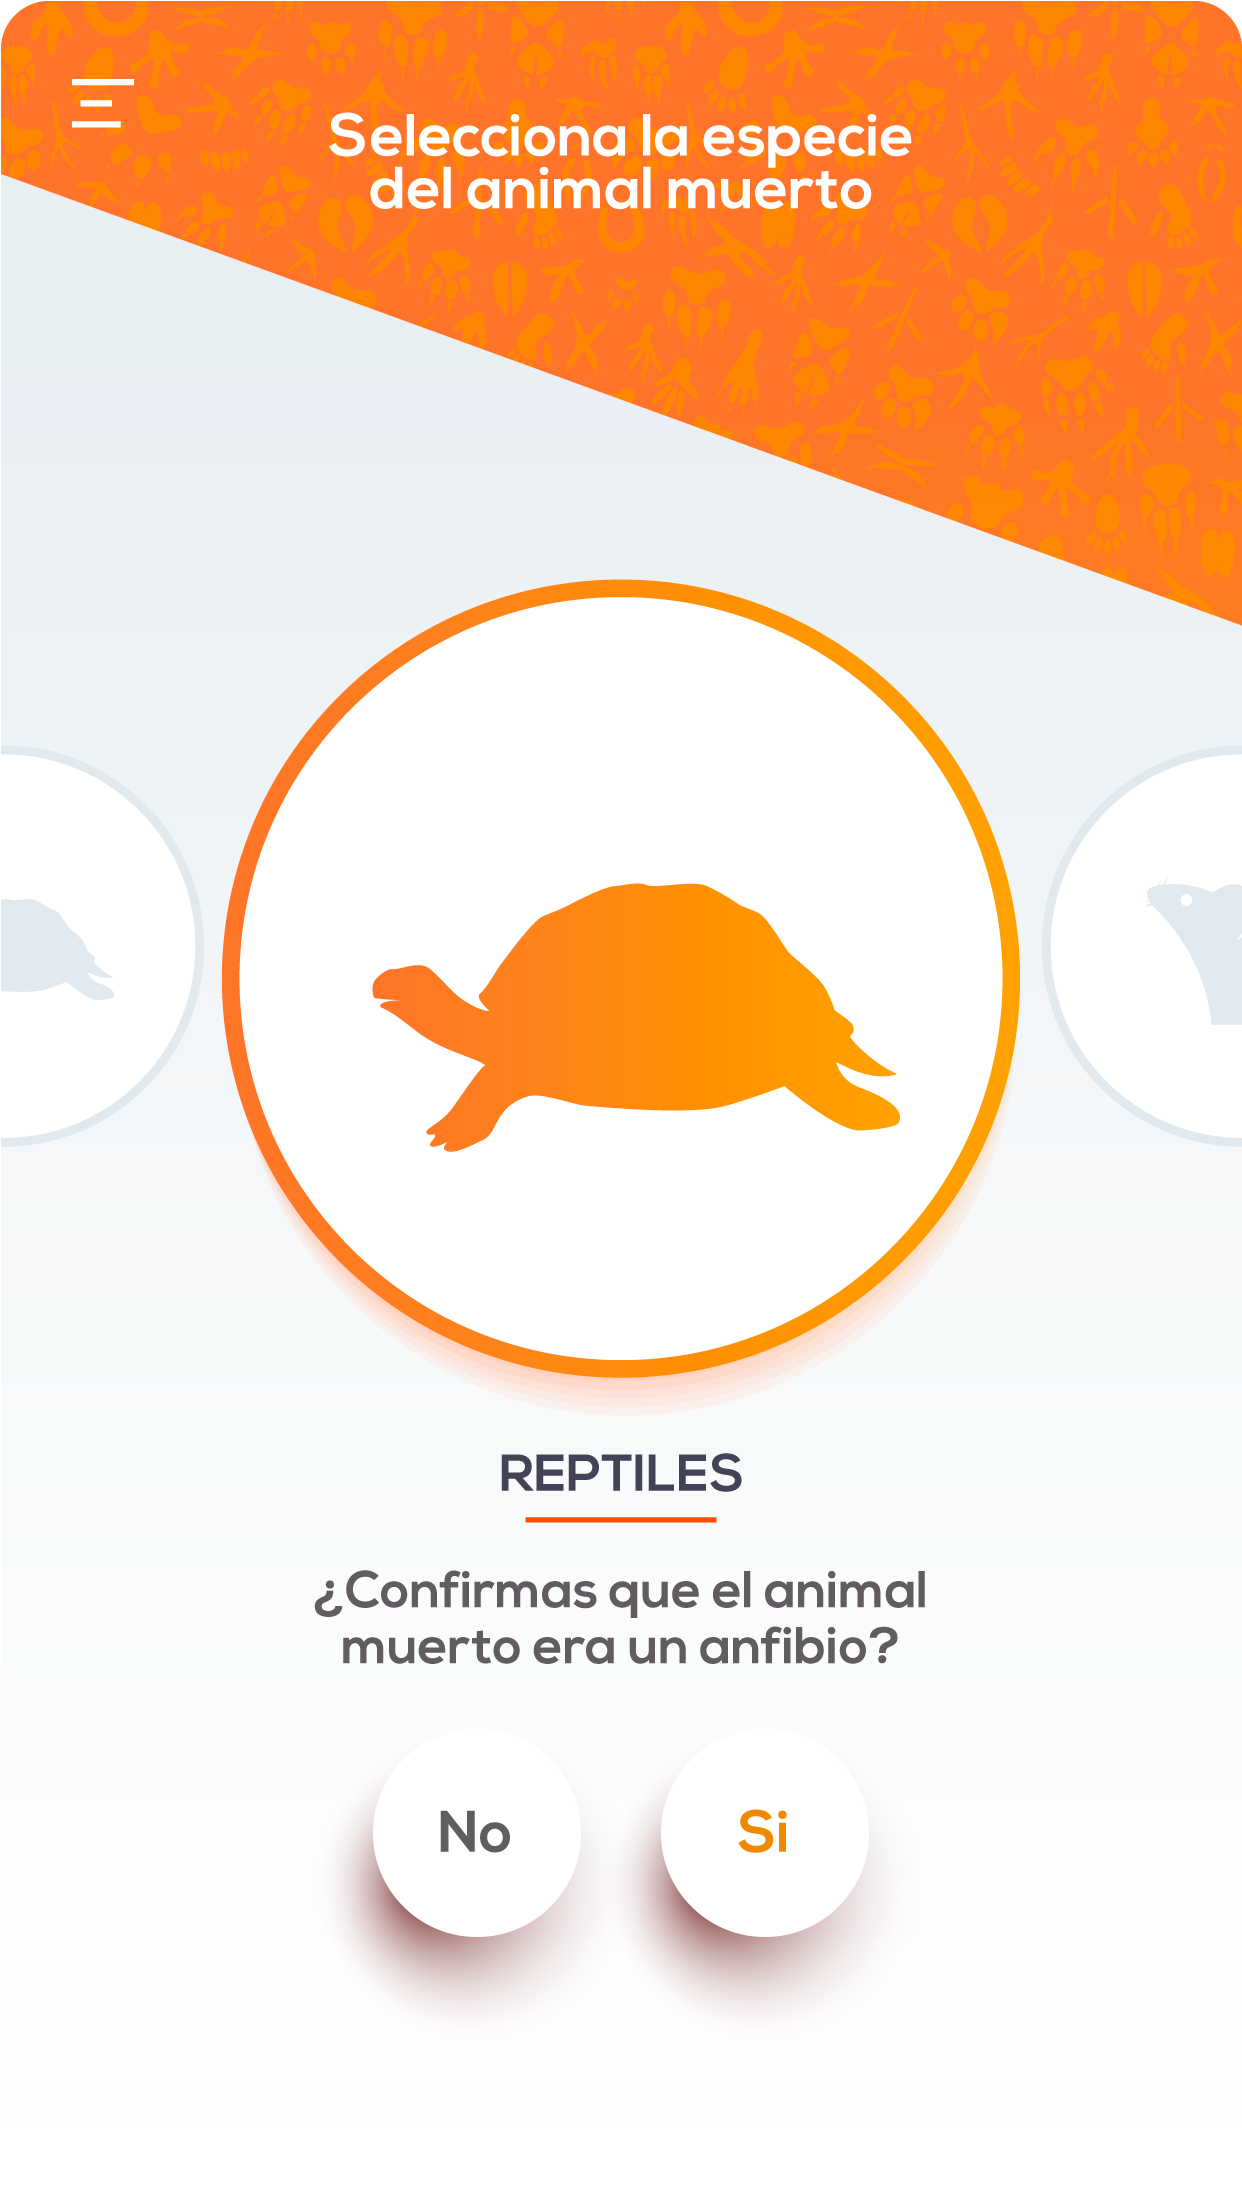 Selecciona la especie
del animal muerto
REPTILES
¿Confirmas que el animal
muerto era un anfibio?
No
Si